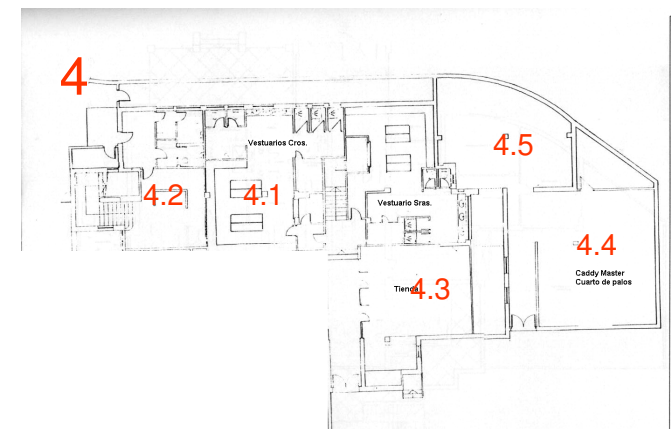 4
Vestuarios Cros.
4.5
4.2
4.1
Vestuario Sras.
4.4
Caddy Master
Cuarto de palos
Tienda
4.3